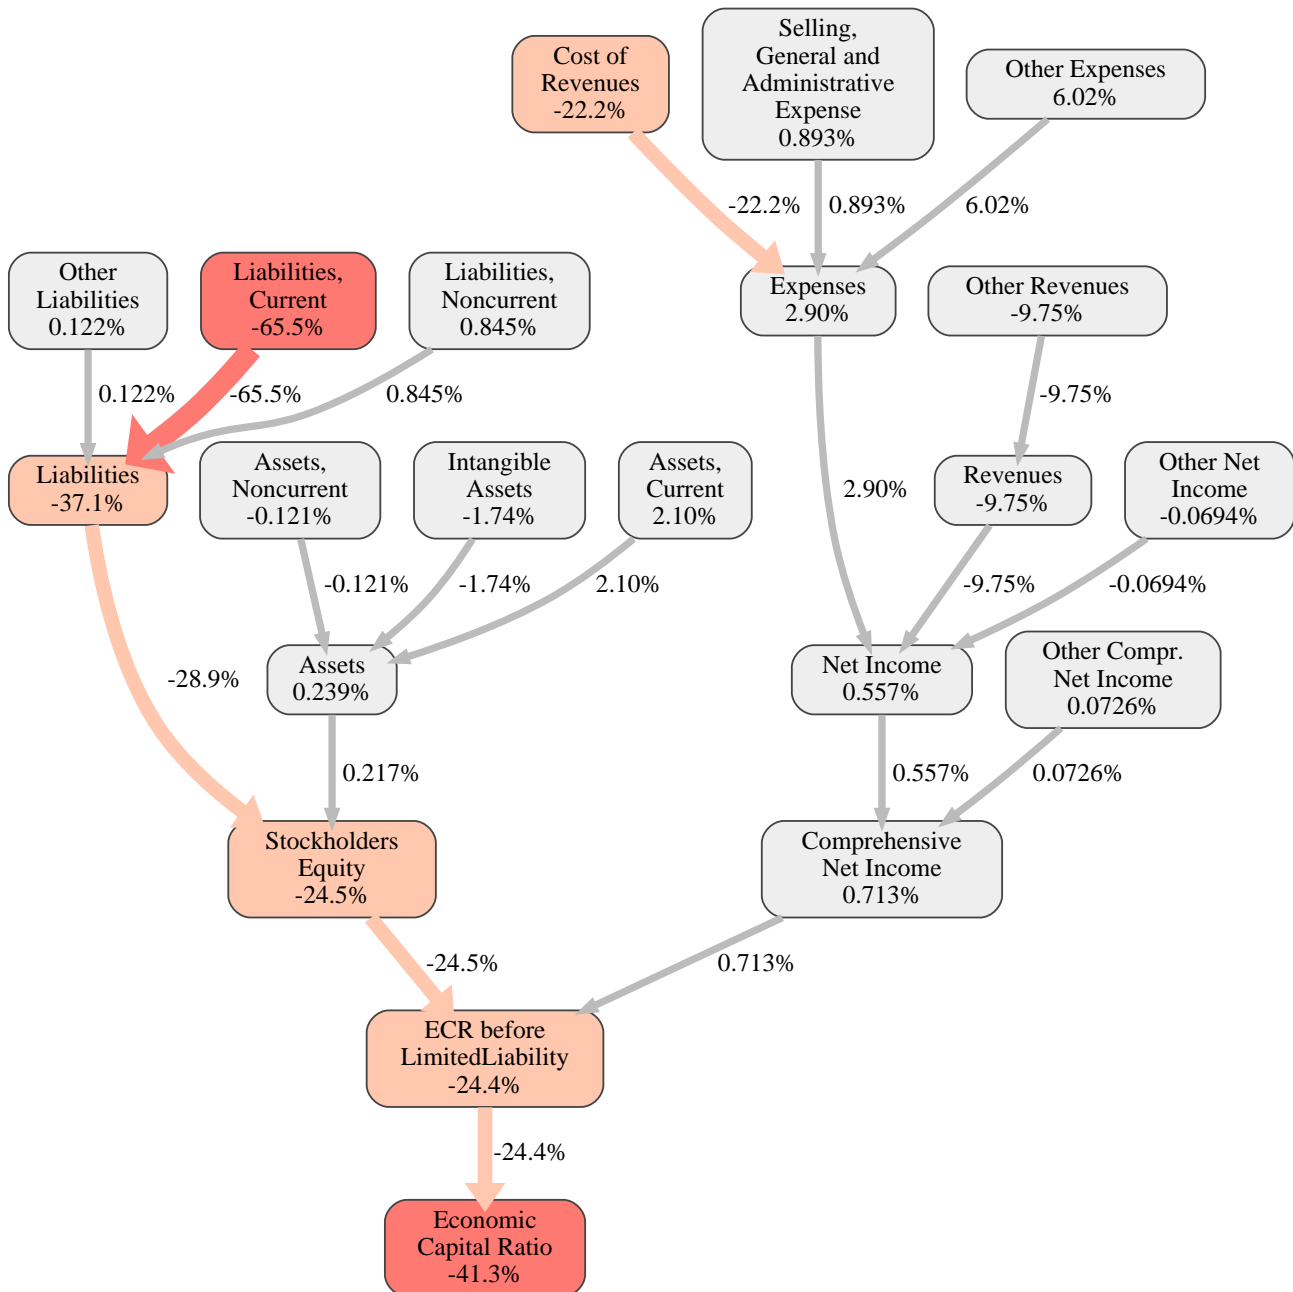 Selling,
General and
Administrative
Expense
0.893%
Cost of
Revenues
-22.2%
Other Expenses
6.02%
-22.2%
0.893%
6.02%
Other
Liabilities
0.122%
Liabilities,
Current
-65.5%
Liabilities,
Noncurrent
0.845%
Expenses
2.90%
Other Revenues
-9.75%
0.122%
-65.5%
0.845%
-9.75%
Liabilities
-37.1%
Assets,
Noncurrent
-0.121%
Intangible
Assets
-1.74%
Assets,
Current
2.10%
2.90%
Revenues
-9.75%
Other Net
Income
-0.0694%
-0.121%
-1.74%
2.10%
-9.75%
-0.0694%
-28.9%
Assets
0.239%
Net Income
0.557%
Other Compr.
Net Income
0.0726%
0.217%
0.557%
0.0726%
Stockholders
Equity
-24.5%
Comprehensive
Net Income
0.713%
-24.5%
0.713%
ECR before
LimitedLiability
-24.4%
-24.4%
Economic
Capital Ratio
-41.3%